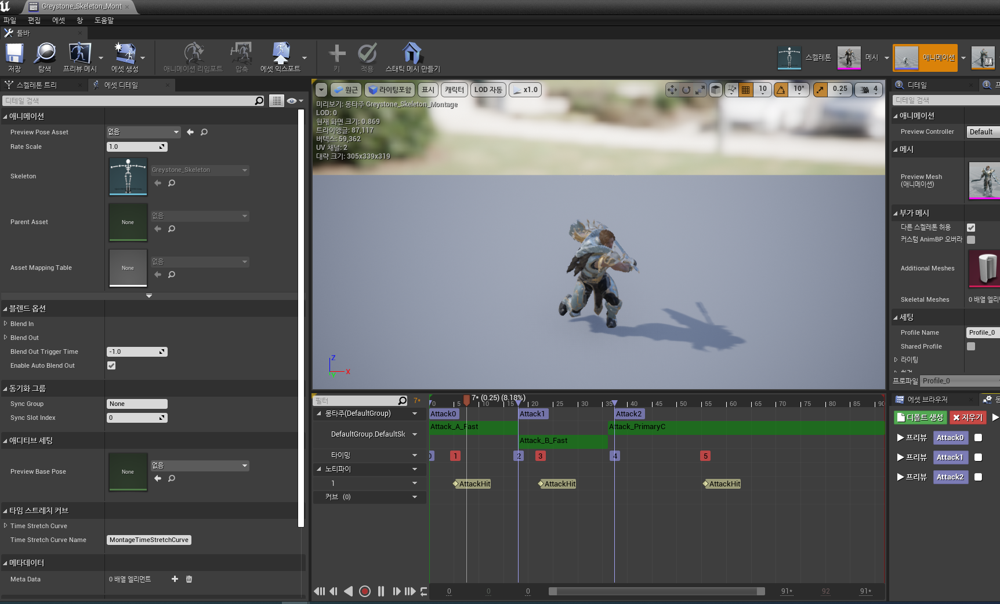 Greystone_Skeleton_Mont
파일 편집 에셋 창 도움말
툴바
저장 탐색 프리뷰 메시 에셋 생성 애니메이션 리임포트 압축 에셋 익스포트 키 적용 스태틱 메시 만들기
스켈레톤 메시 애니메이션
스켈레톤 트리 에셋 디테일
디테일 검색
애니메이션
Preview Pose Asset 없음
Rate Scale 1.0
Skeleton Greystone_Skeleton
Parent Asset None 없음
Asset Mapping Table None 없음
블렌드 옵션
Blend In
Blend Out
Blend Out Trigger Time -1.0
Enable Auto Blend Out
동기화 그룹
Sync Group None
Sync Slot Index 0
애디티브 세팅
Preview Base Pose None 없음
타임 스트레치 커브
Time Stretch Curve
Time Stretch Curve Name MontageTimeStretchCurve
메타데이터
Meta Data 0 배열 엘리먼트
원근 라이팅포함 표시 캐릭터 LOD 자동 x1.0 10 10° 0.25 4
미리보기: 몽타주 Greystone_Skeleton_Montage
LOD: 0
현재 화면 크기: 0.869
트라이앵글: 87,117
버텍스: 59,362
UV 채널: 2
대략 크기: 305x339x319
Z
X
필터 7*
7* (0.25) (8.18%)
0 5 10 15 20 25 30 35 40 45 50 55 60 65 70 75 80 85 90
몽타주(DefaultGroup) Attack0 Attack1 Attack2
Attack_A_Fast Attack_PrimaryC
DefaultGroup.DefaultSlo
Attack_B_Fast
타이밍 0 1 2 3 4 5
노티파이
1 AttackHit AttackHit AttackHit
커브 (0)
0 0 0 91* 92 91*
디테일 프
디테일 검색
애니메이션
Preview Controller Default
메시
Preview Mesh
(애니메이션)
부가 메시
다른 스켈레톤 허용
커스텀 AnimBP 오버라
Additional Meshes
Skeletal Meshes 0 배열 엘리
세팅
Profile Name Profile_0
Shared Profile
라이팅
프로파일 Profile_0
에셋 브라우저
디폴트 생성 지우기
프리뷰 Attack0
프리뷰 Attack1
프리뷰 Attack2